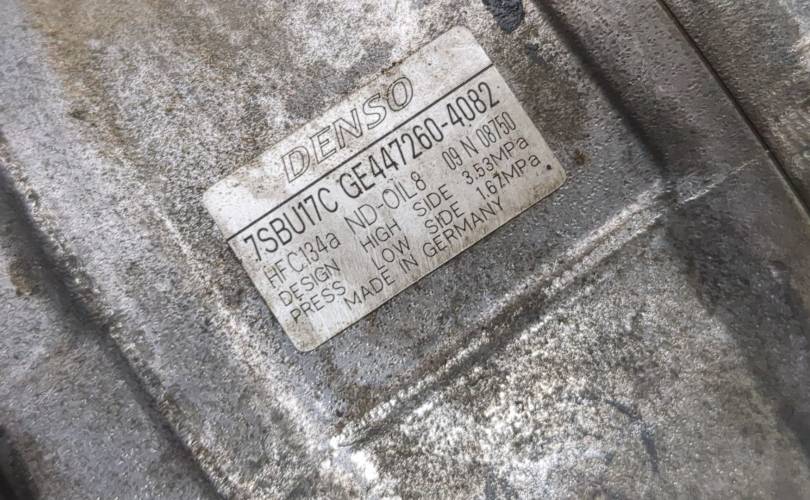 DENSO
7SBU17C GE447260-4082
HFC134a ND-OIL8 09 N 08750
DESIGN HIGH SIDE 3.53MPa
PRESS LOW SIDE 1.67MPa
MADE IN GERMANY